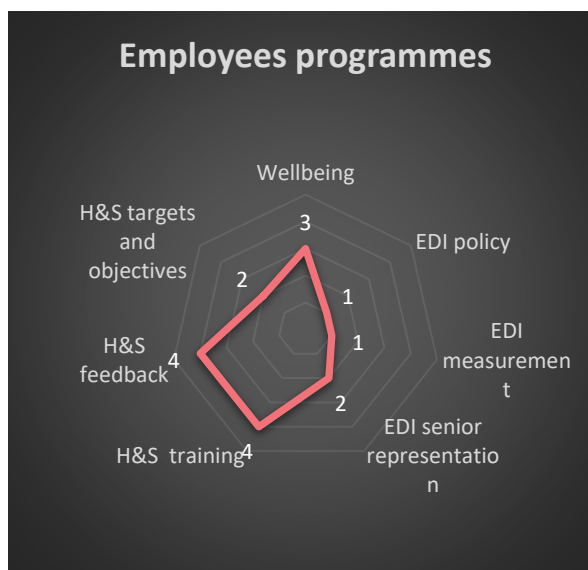 Employees programmes
Wellbeing
3
EDI policy
1
EDI
measuremen
t
1
EDI senior
representatio
n
2
H&S  training
4
H&S
feedback
4
H&S targets
and
objectives
2